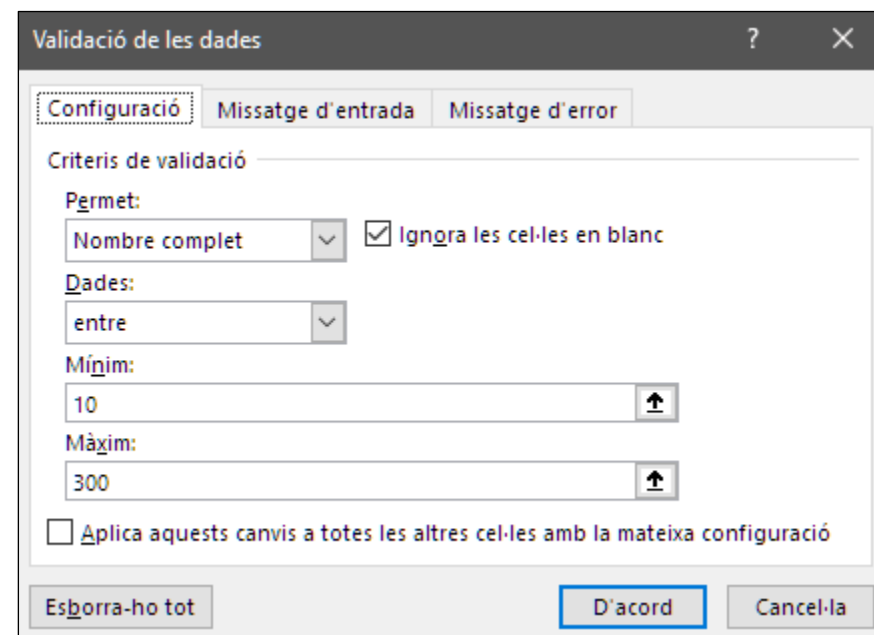 Validació de les dades ?
Configuració Missatge d'entrada Missatge d'error
Criteris de validació
Permet:
Nombre complet Ignora les cel·les en blanc
Dades:
entre
Mínim:
10
Màxim:
300
Aplica aquests canvis a totes les altres cel·les amb la mateixa configuració
Esborra-ho tot D'acord Cancel·la